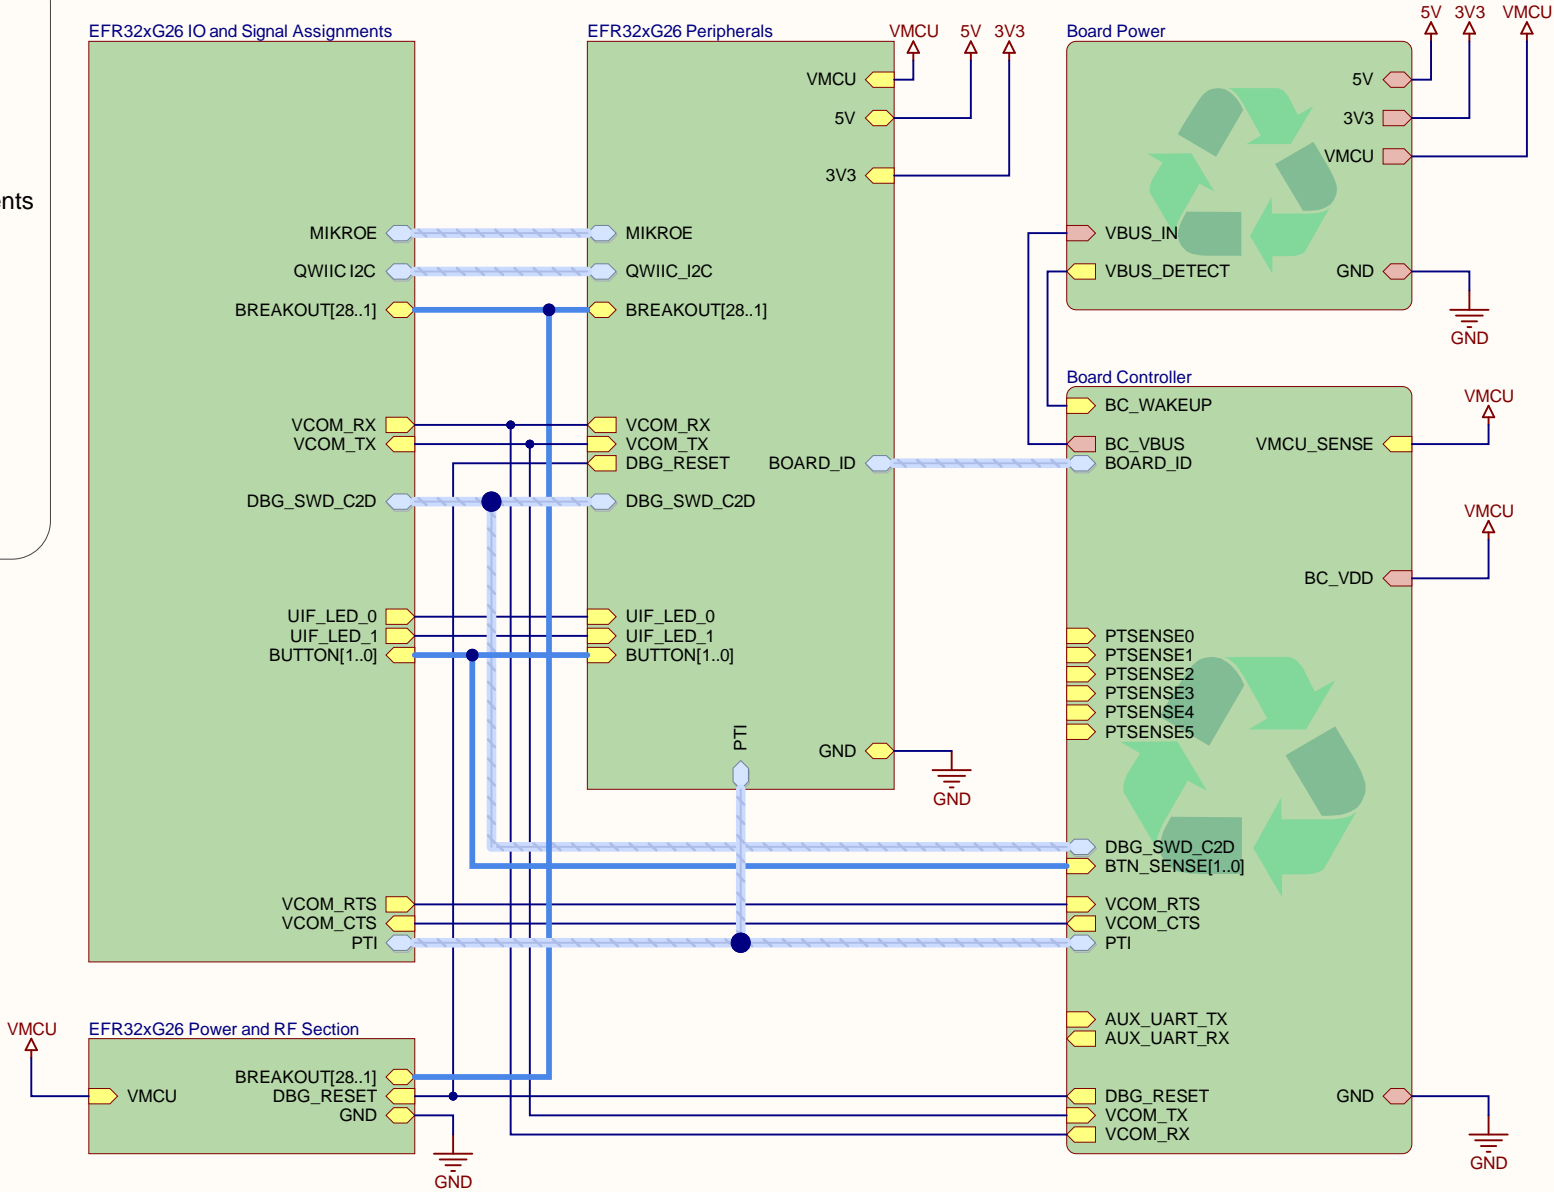 nts
EFR32xG26 IO and Signal Assignments
MIKROE
QWIIC I2C
BREAKOUT[28..1]
VCOM_RX
VCOM_TX
DBG_SWD_C2D
UIF_LED_0
UIF_LED_1
BUTTON[1..0]
VCOM_RTS
VCOM_CTS
PTI
EFR32xG26 Peripherals
VMCU
5V
3V3
VMCU
5V
3V3
MIKROE
QWIIC_I2C
BREAKOUT[28..1]
VCOM_RX
VCOM_TX
DBG_RESET
BOARD_ID
DBG_SWD_C2D
UIF_LED_0
UIF_LED_1
BUTTON[1..0]
PTI
GND
GND
Board Power
5V
3V3
VMCU
5V
3V3
VMCU
VBUS_IN
VBUS_DETECT
GND
GND
Board Controller
BC_WAKEUP
BC_VBUS
BOARD_ID
VMCU_SENSE
VMCU
VMCU
BC_VDD
PTSENSE0
PTSENSE1
PTSENSE2
PTSENSE3
PTSENSE4
PTSENSE5
DBG_SWD_C2D
BTN_SENSE[1..0]
VCOM_RTS
VCOM_CTS
PTI
AUX_UART_TX
AUX_UART_RX
DBG_RESET
VCOM_TX
VCOM_RX
GND
GND
EFR32xG26 Power and RF Section
VMCU
VMCU
BREAKOUT[28..1]
DBG_RESET
GND
GND